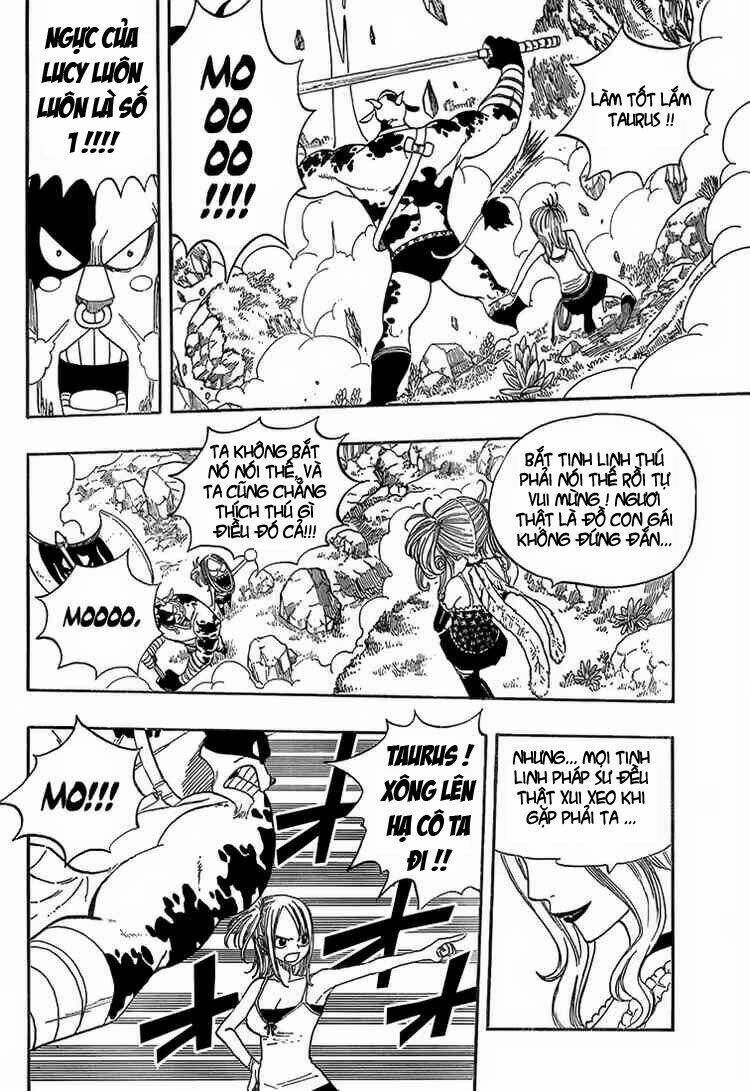 LÀM TỐT LẮM
TAURUS !!
MO
OO
OO
OO
!!!!
NGỰC CỦA
LUCY LUÔN
LUÔN LÀ SỐ
1 !!!!
BẮT TINH LINH THÚ
PHẢI NÓI THẾ RỒI TỰ
VUI MỪNG ! NGƯƠI
THẬT LÀ ĐỒ CON GÁI
KHÔNG ĐỨNG ĐẮN...
TA KHÔNG BẮT
NÓ NÓI THẾ, VÀ
TA CŨNG CHẲNG
THÍCH THÚ GÌ
ĐIỀU ĐÓ CẢ!!!
MOOOO.
NHƯNG... MỌI TINH
LINH PHÁP SƯ ĐỀU
THẬT XUI XEO KHI
GẶP PHẢI TA ...
TAURUS !
XÔNG LÊN
HẠ CÔ TA
ĐI !!
MO!!!